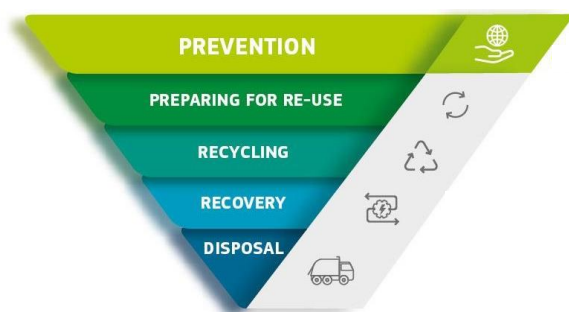 PREVENTION
PREPARING FOR RE-USE
RECYCLING
RECOVERY
DISPOSAL